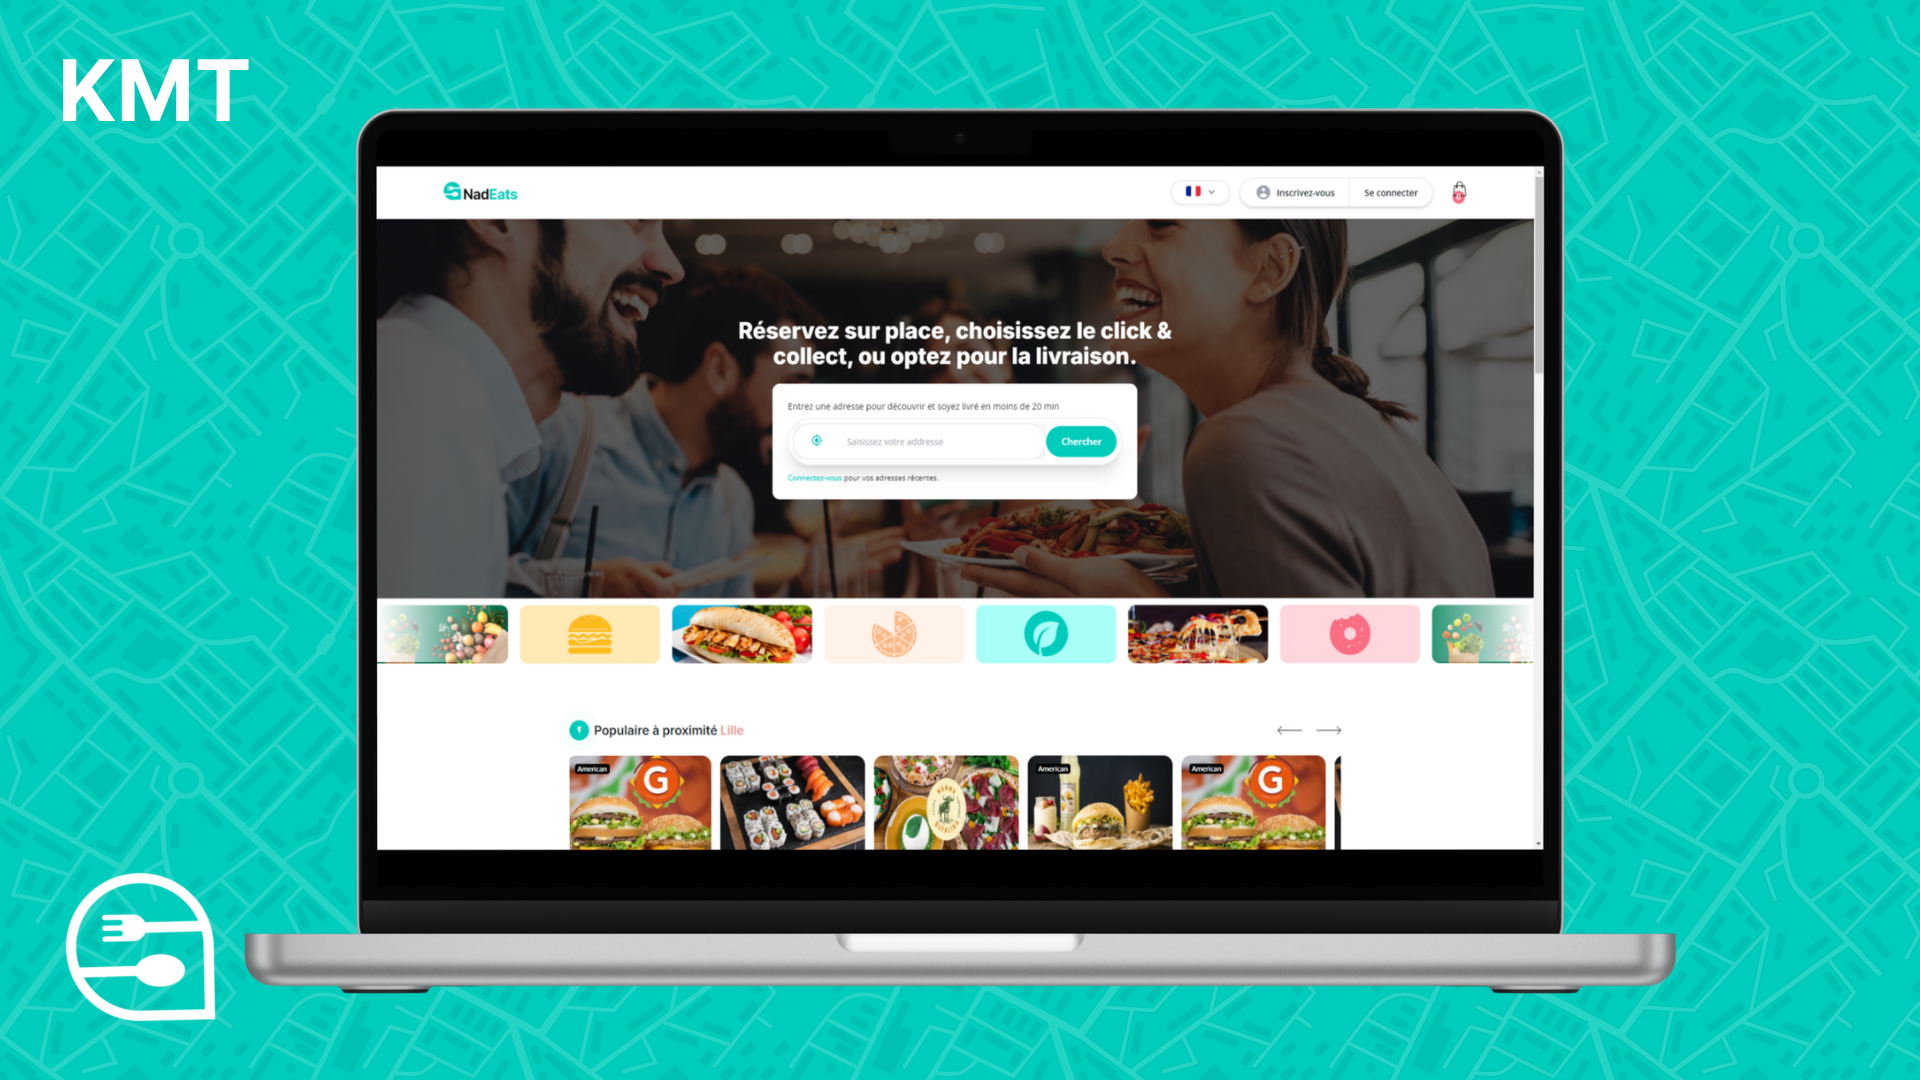 KMT
NadEats
Inscrivez-vous
Se connecter
Réservez sur place, choisissez le click &
collect, ou optez pour la livraison.
Entrez une adresse pour découvrir et soyez livré en moins de 20 min
Saisissez votre addresse
Chercher
Connectez-vous pour vos adresses récentes.
Populaire à proximité Lille
American
G
American
American
G